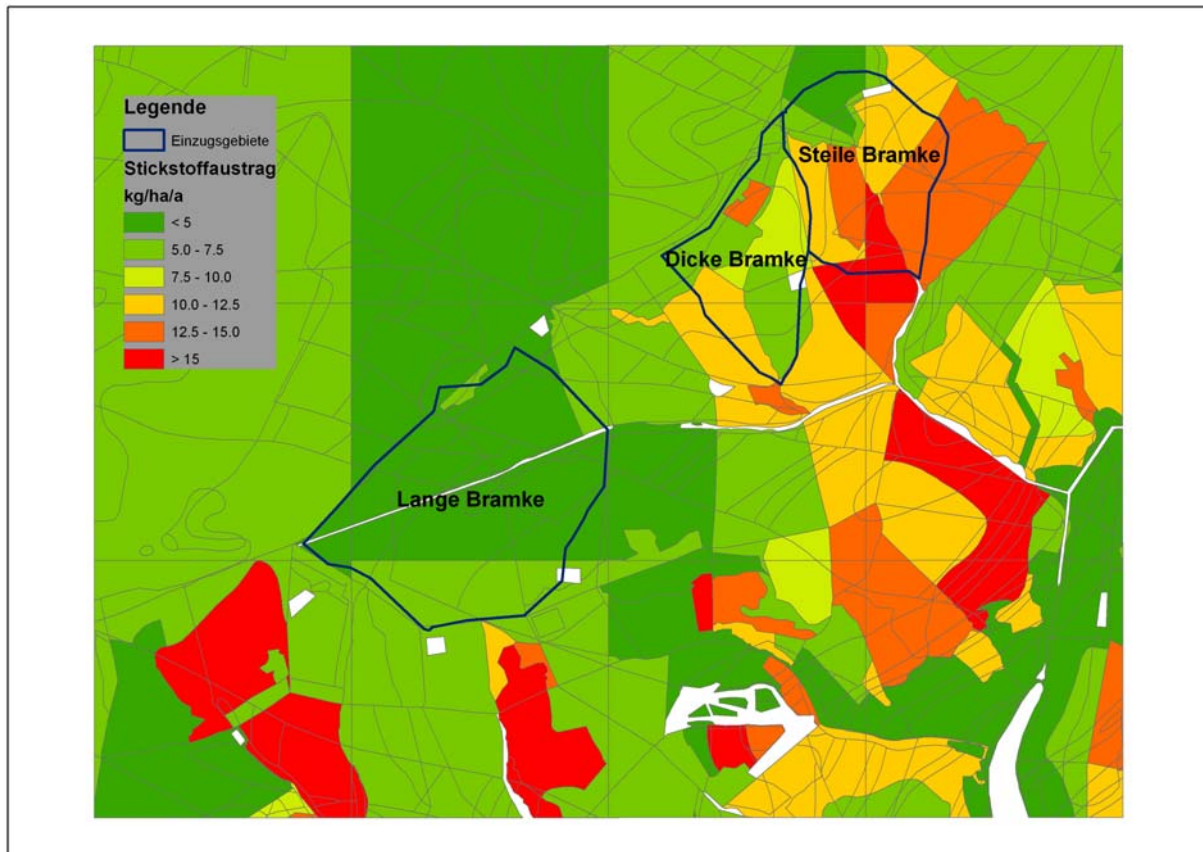 Legende
Einzugsgebiete
Stickstoffaustrag
kg/ha/a
< 5
5.0 - 7.5
7.5 - 10.0
10.0 - 12.5
12.5 - 15.0
> 15
Steile Bramke
Dicke Bramke
Lange Bramke